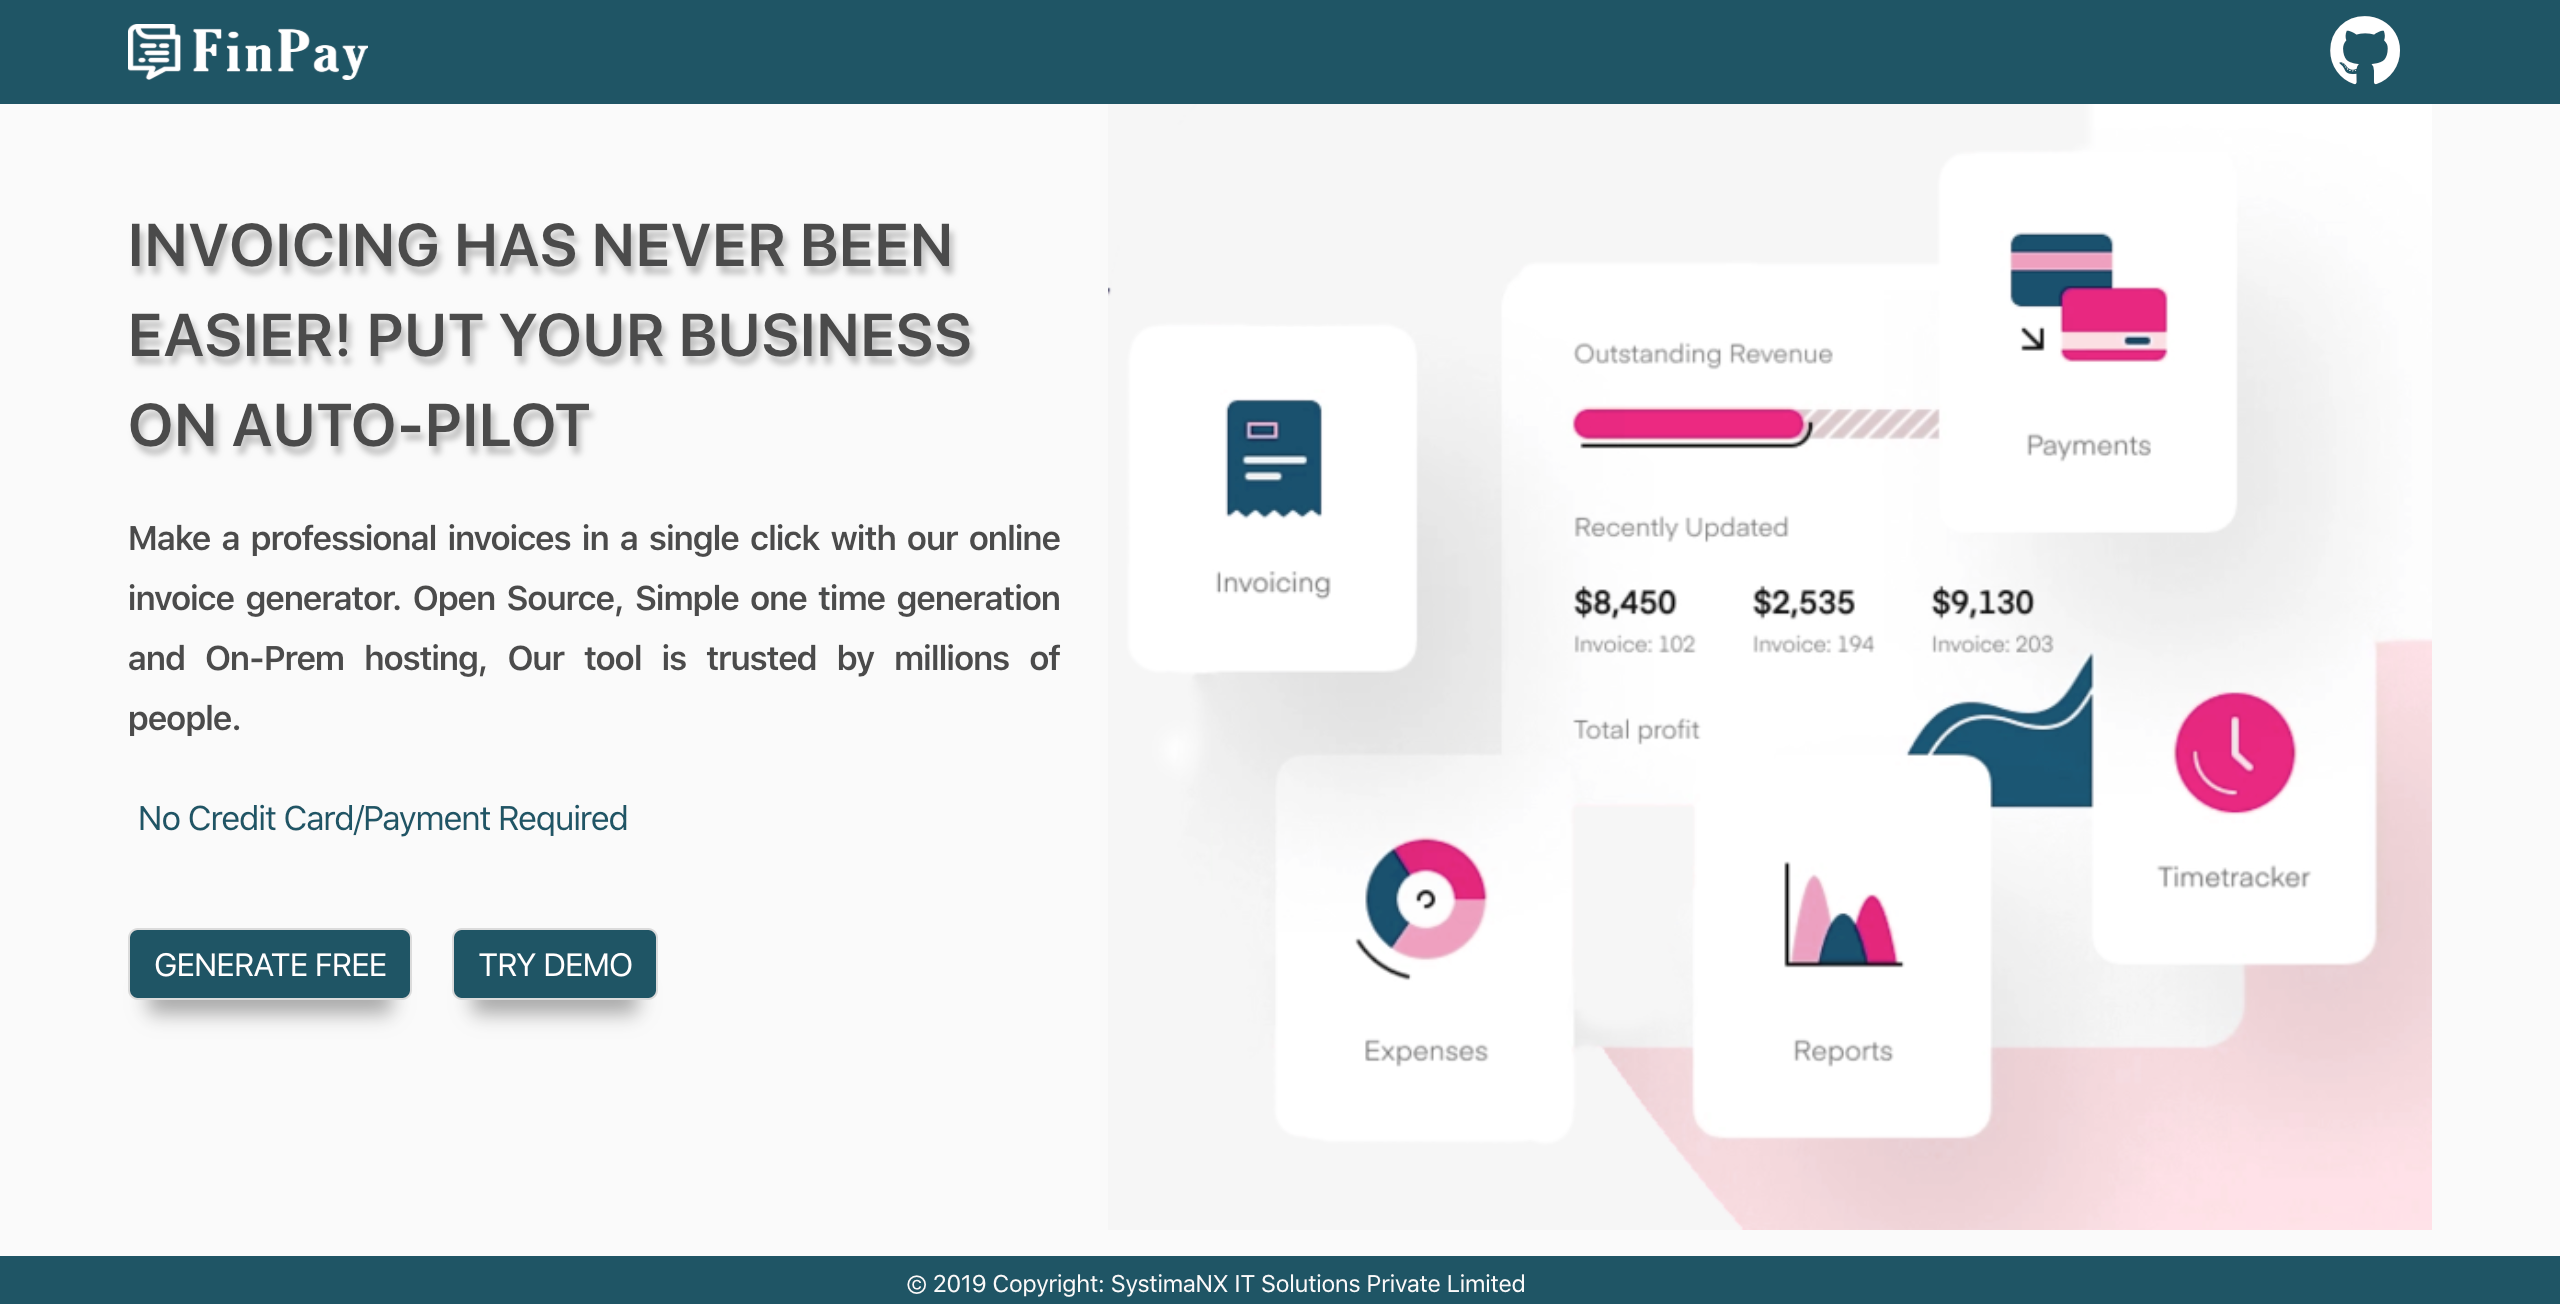 FinPay
INVOICING HAS NEVER BEEN
EASIER! PUT YOUR BUSINESS
ON AUTO-PILOT
Make a professional invoices in a single click with our online
invoice generator. Open Source, Simple one time generation
and On-Prem hosting, Our tool is trusted by millions of
people.
No Credit Card/Payment Required
GENERATE FREE
TRY DEMO
Invoicing
Outstanding Revenue
Payments
Recently Updated
$8,450 $2,535 $9,130
Invoice: 102 Invoice: 194 Invoice: 203
Total profit
Timetracker
Expenses
Reports
© 2019 Copyright: SystimaNX IT Solutions Private Limited